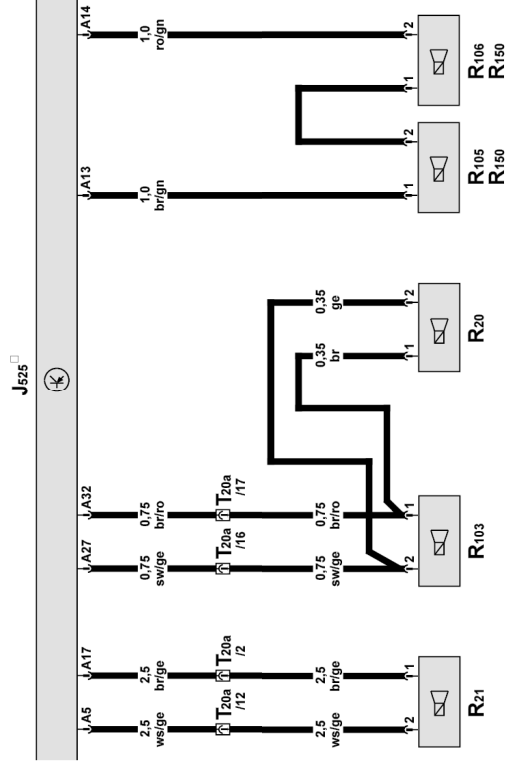 J525
A5 A17 A27 A32 A13 A14
2,5 2,5 0,75 0,75 1,0 1,0
ws/ge br/ge sw/ge br/ro br/gn ro/gn
T20a T20a T20a T20a
/12 /2 /16 /17
2,5 2,5 0,75 0,75 0,35 0,35
ws/ge br/ge sw/ge br/ro br ge
2 1 2 1 1 2 1 2 1 2
R21 R103 R20 R105 R106
R150 R150